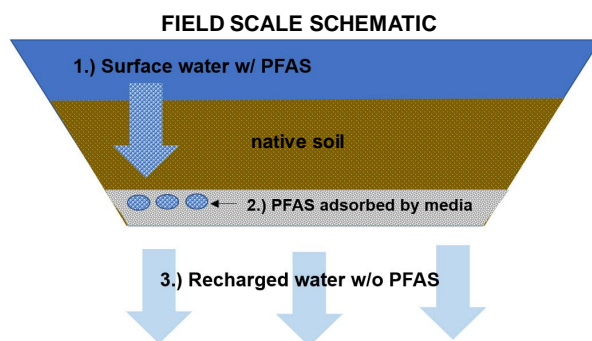 FIELD SCALE SCHEMATIC
1.) Surface water w/ PFAS
native soil
2.) PFAS adsorbed by media
3.) Recharged water w/o PFAS